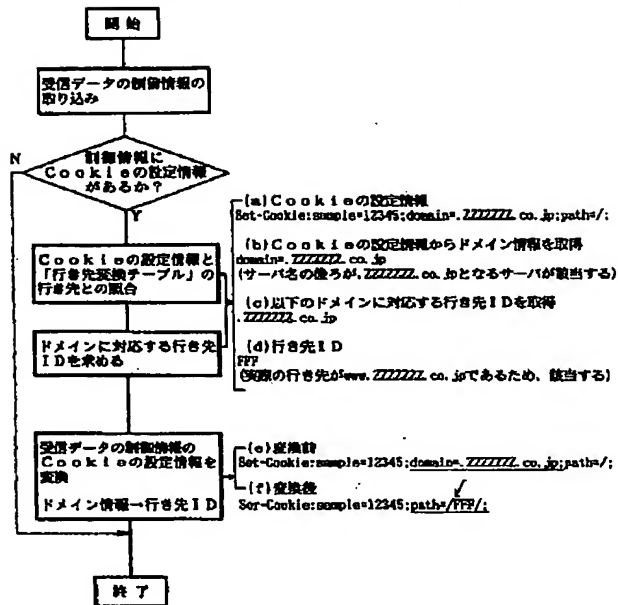 開始
受信データの制御情報の
取り込み
N
制御情報に
Cookieの設定情報
があるか?
Y
(a)Cookieの設定情報
Set-Cookie:sample=12345;domain=.ZZZZZZZ.co.jp;path=/;
Cookieの設定情報と
「行き先変換テーブル」の
行き先との照合
(b)Cookieの設定情報からドメイン情報を取得
domain=.ZZZZZZZ.co.jp
(サーバ名の後ろが.ZZZZZZZ.co.jpとなるサーバが該当する)
(c)以下のドメインに対応する行き先IDを取得
.ZZZZZZZ.co.jp
ドメインに対応する行き先
IDを求める
(d)行き先ID
FFF
(実際の行き先がwww.ZZZZZZZ.co.jpであるため、該当する)
受信データの制御情報の
Cookieの設定情報を
変換
ドメイン情報→行き先ID
(e)変換前
Set-Cookie:sample=12345;domain=.ZZZZZZZ.co.jp;path=/;
(f)変換後
Ser-Cookie:sample=12345;path=/FFF/;
終了